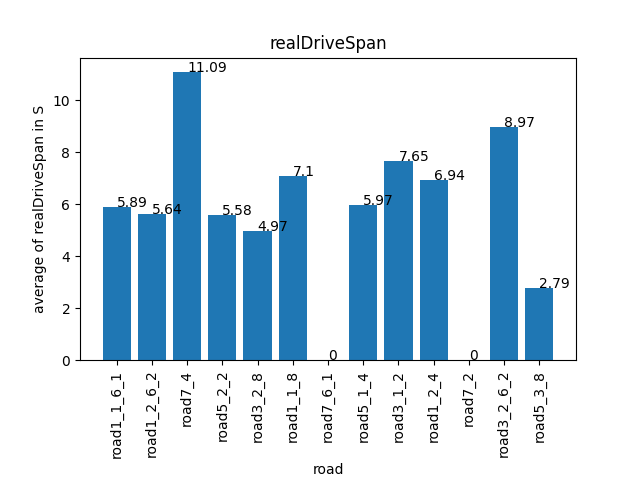 realDriveSpan
average of realDriveSpan in S
10
8
6
4
2
0
5.89
5.64
11.09
5.58
4.97
7.1
0
5.97
7.65
6.94
0
8.97
2.79
road1_1_6_1
road1_2_6_2
road7_4
road5_2_2
road3_2_8
road1_1_8
road7_6_1
road5_1_4
road3_1_2
road1_2_4
road7_2
road3_2_6_2
road5_3_8
road